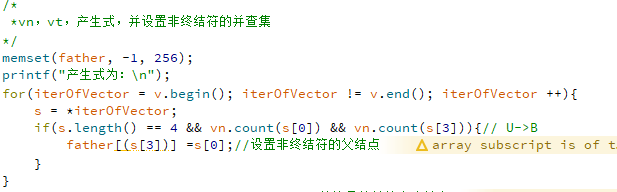 /*
 *vn，vt，产生式，并设置非终结符的并查集
*/
memset(father, -1, 256);
printf("产生式为：\n");
for(iterOfVector = v.begin(); iterOfVector != v.end(); iterOfVector ++){
    s = *iterOfVector;
    if(s.length() == 4 && vn.count(s[0]) && vn.count(s[3])){// U->B
        father[(s[3])] =s[0];//设置非终结符的父结点 array subscript is of t
    }
}